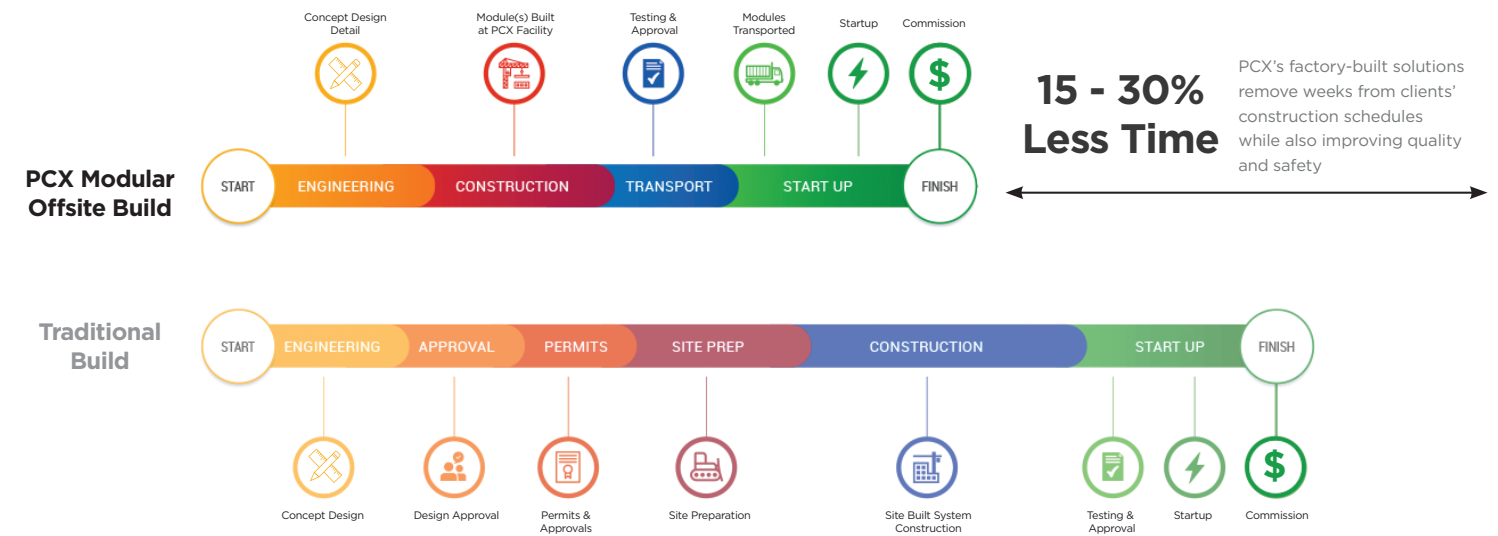 Concept Design
Detail
Module(s) Built
at PCX Facility
Testing &
Approval
Modules
Transported
Startup
Commission
15 - 30%
Less Time
PCX's factory-built solutions
remove weeks from clients'
construction schedules
while also improving quality
and safety
PCX Modular
Offsite Build
START
ENGINEERING
CONSTRUCTION
TRANSPORT
START UP
FINISH
Traditional
Build
START
ENGINEERING
APPROVAL
PERMITS
SITE PREP
CONSTRUCTION
START UP
FINISH
Concept Design
Design Approval
Permits &
Approvals
Site Preparation
Site Built System
Construction
Testing &
Approval
Startup
Commission